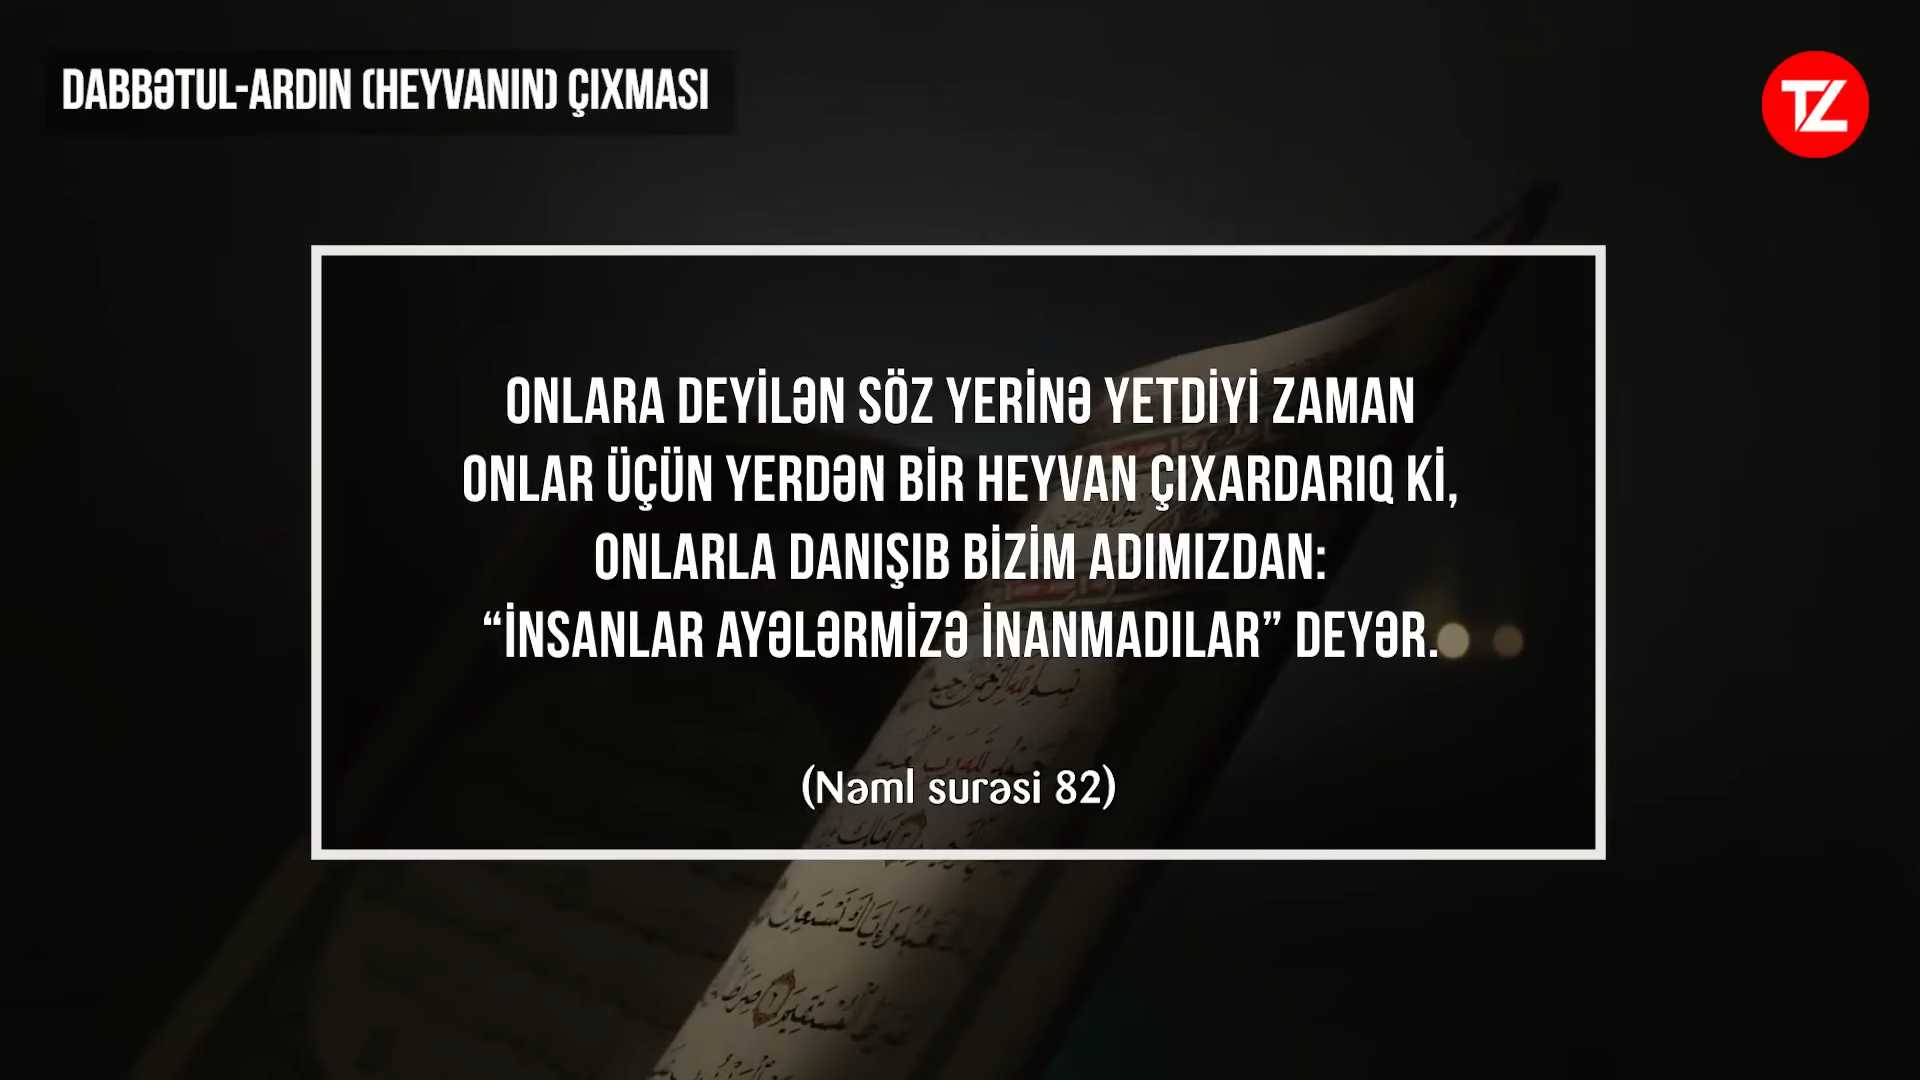 DABBƏTUL-ARDIN (HEYVANIN) ÇIXMASI
TZ
ONLARA DEYİLƏN SÖZ YERİNƏ YETDİYİ ZAMAN
ONLAR ÜÇÜN YERDƏN BİR HEYVAN ÇIXARDARIQ Kİ,
ONLARLA DANIŞIB BİZİM ADIMIZDAN:
“İNSANLAR AYƏLƏRMİZƏ İNANMADILAR” DEYƏR.
(Nəml surəsi 82)